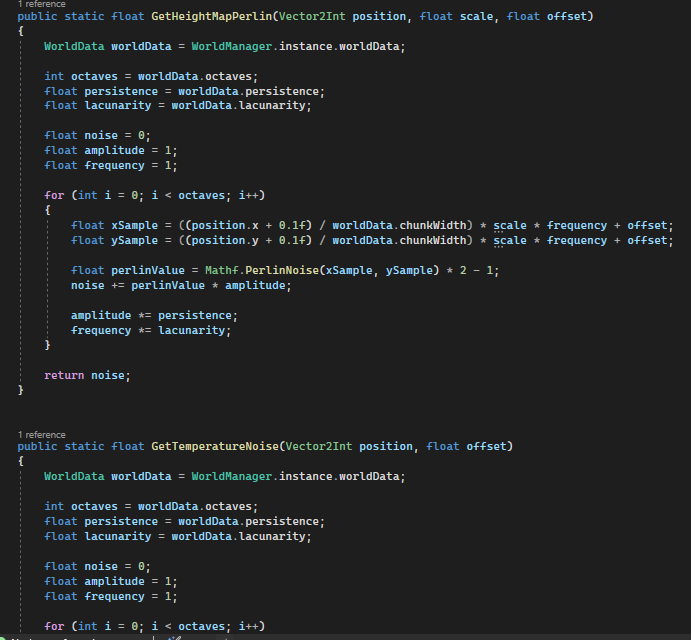 1 reference
public static float GetHeightMapPerlin(Vector2Int position, float scale, float offset)
{
WorldData worldData = WorldManager.instance.worldData;
int octaves = worldData.octaves;
float persistence = worldData.persistence;
float lacunarity = worldData.lacunarity;
float noise = 0;
float amplitude = 1;
float frequency = 1;
for (int i = 0; i < octaves; i++)
{
float xSample = ((position.x + 0.1f) / worldData.chunkWidth) * scale * frequency + offset;
float ySample = ((position.y + 0.1f) / worldData.chunkWidth) * scale * frequency + offset;
float perlinValue = Mathf.PerlinNoise(xSample, ySample) * 2 - 1;
noise += perlinValue * amplitude;
amplitude *= persistence;
frequency *= lacunarity;
}
return noise;
}
1 reference
public static float GetTemperatureNoise(Vector2Int position, float offset)
{
WorldData worldData = WorldManager.instance.worldData;
int octaves = worldData.octaves;
float persistence = worldData.persistence;
float lacunarity = worldData.lacunarity;
float noise = 0;
float amplitude = 1;
float frequency = 1;
for (int i = 0; i < octaves; i++)